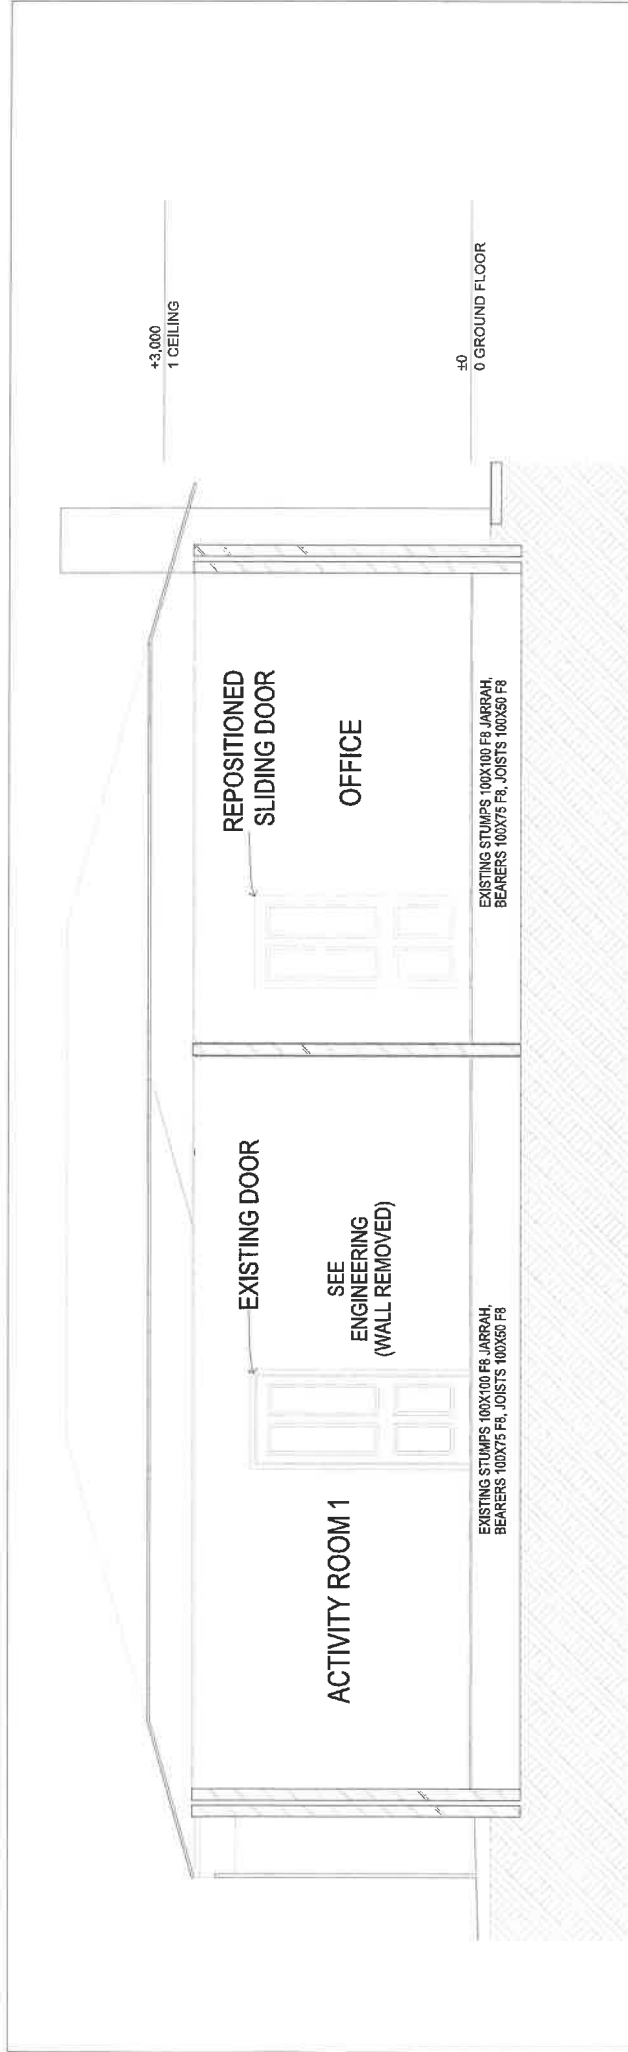 ACTIVITY ROOM 1
EXISTING DOOR
SEE
ENGINEERING
(WALL REMOVED)
EXISTING STUMPS 100X100 F8 JARRAH,
BEARERS 100X75 F8, JOISTS 100X50 F8
REPOSITIONED
SLIDING DOOR
OFFICE
EXISTING STUMPS 100X100 F8 JARRAH,
BEARERS 100X75 F8, JOISTS 100X50 F8
+3,000
1 CEILING
±0
0 GROUND FLOOR